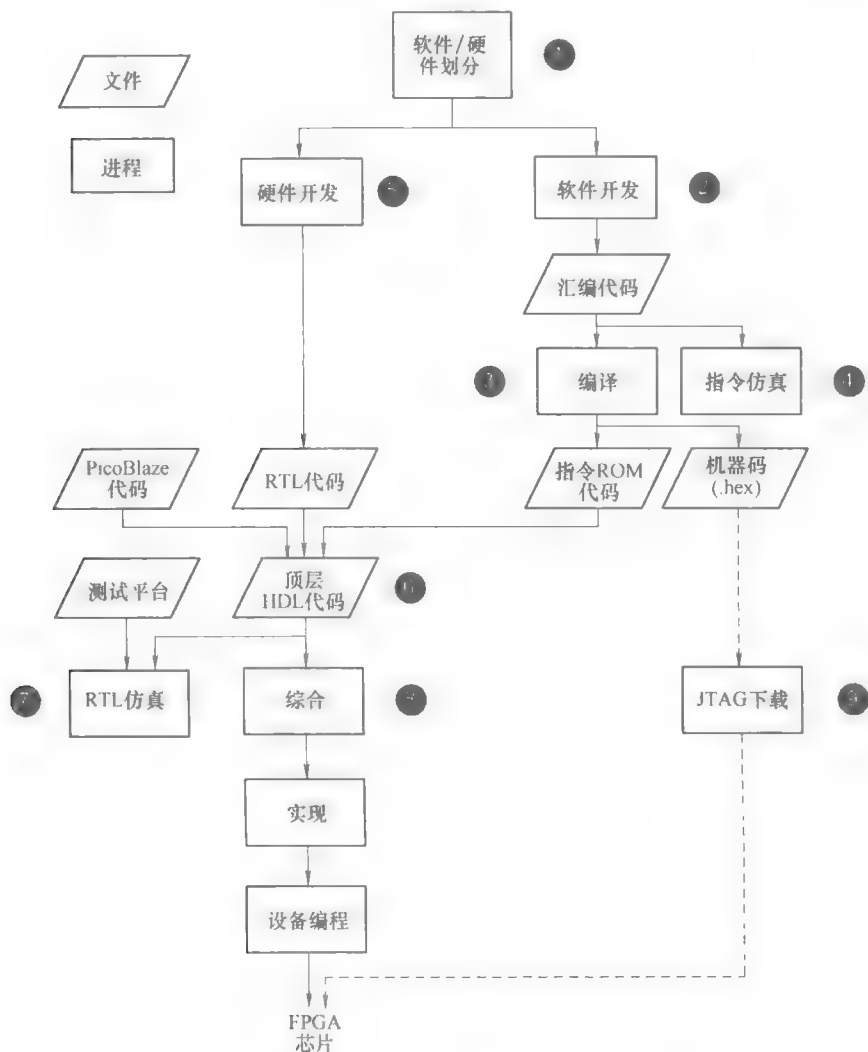 软件/硬
件划分
文件
进程
硬件开发
软件开发
2
汇编代码
3
编译
指令仿真
4
PicoBlaze
代码
RTL代码
指令ROM
代码
机器码
(.hex)
测试平台
顶层
HDL代码
7
RTL仿真
综合
JTAG下载
实现
设备编程
FPGA
芯片